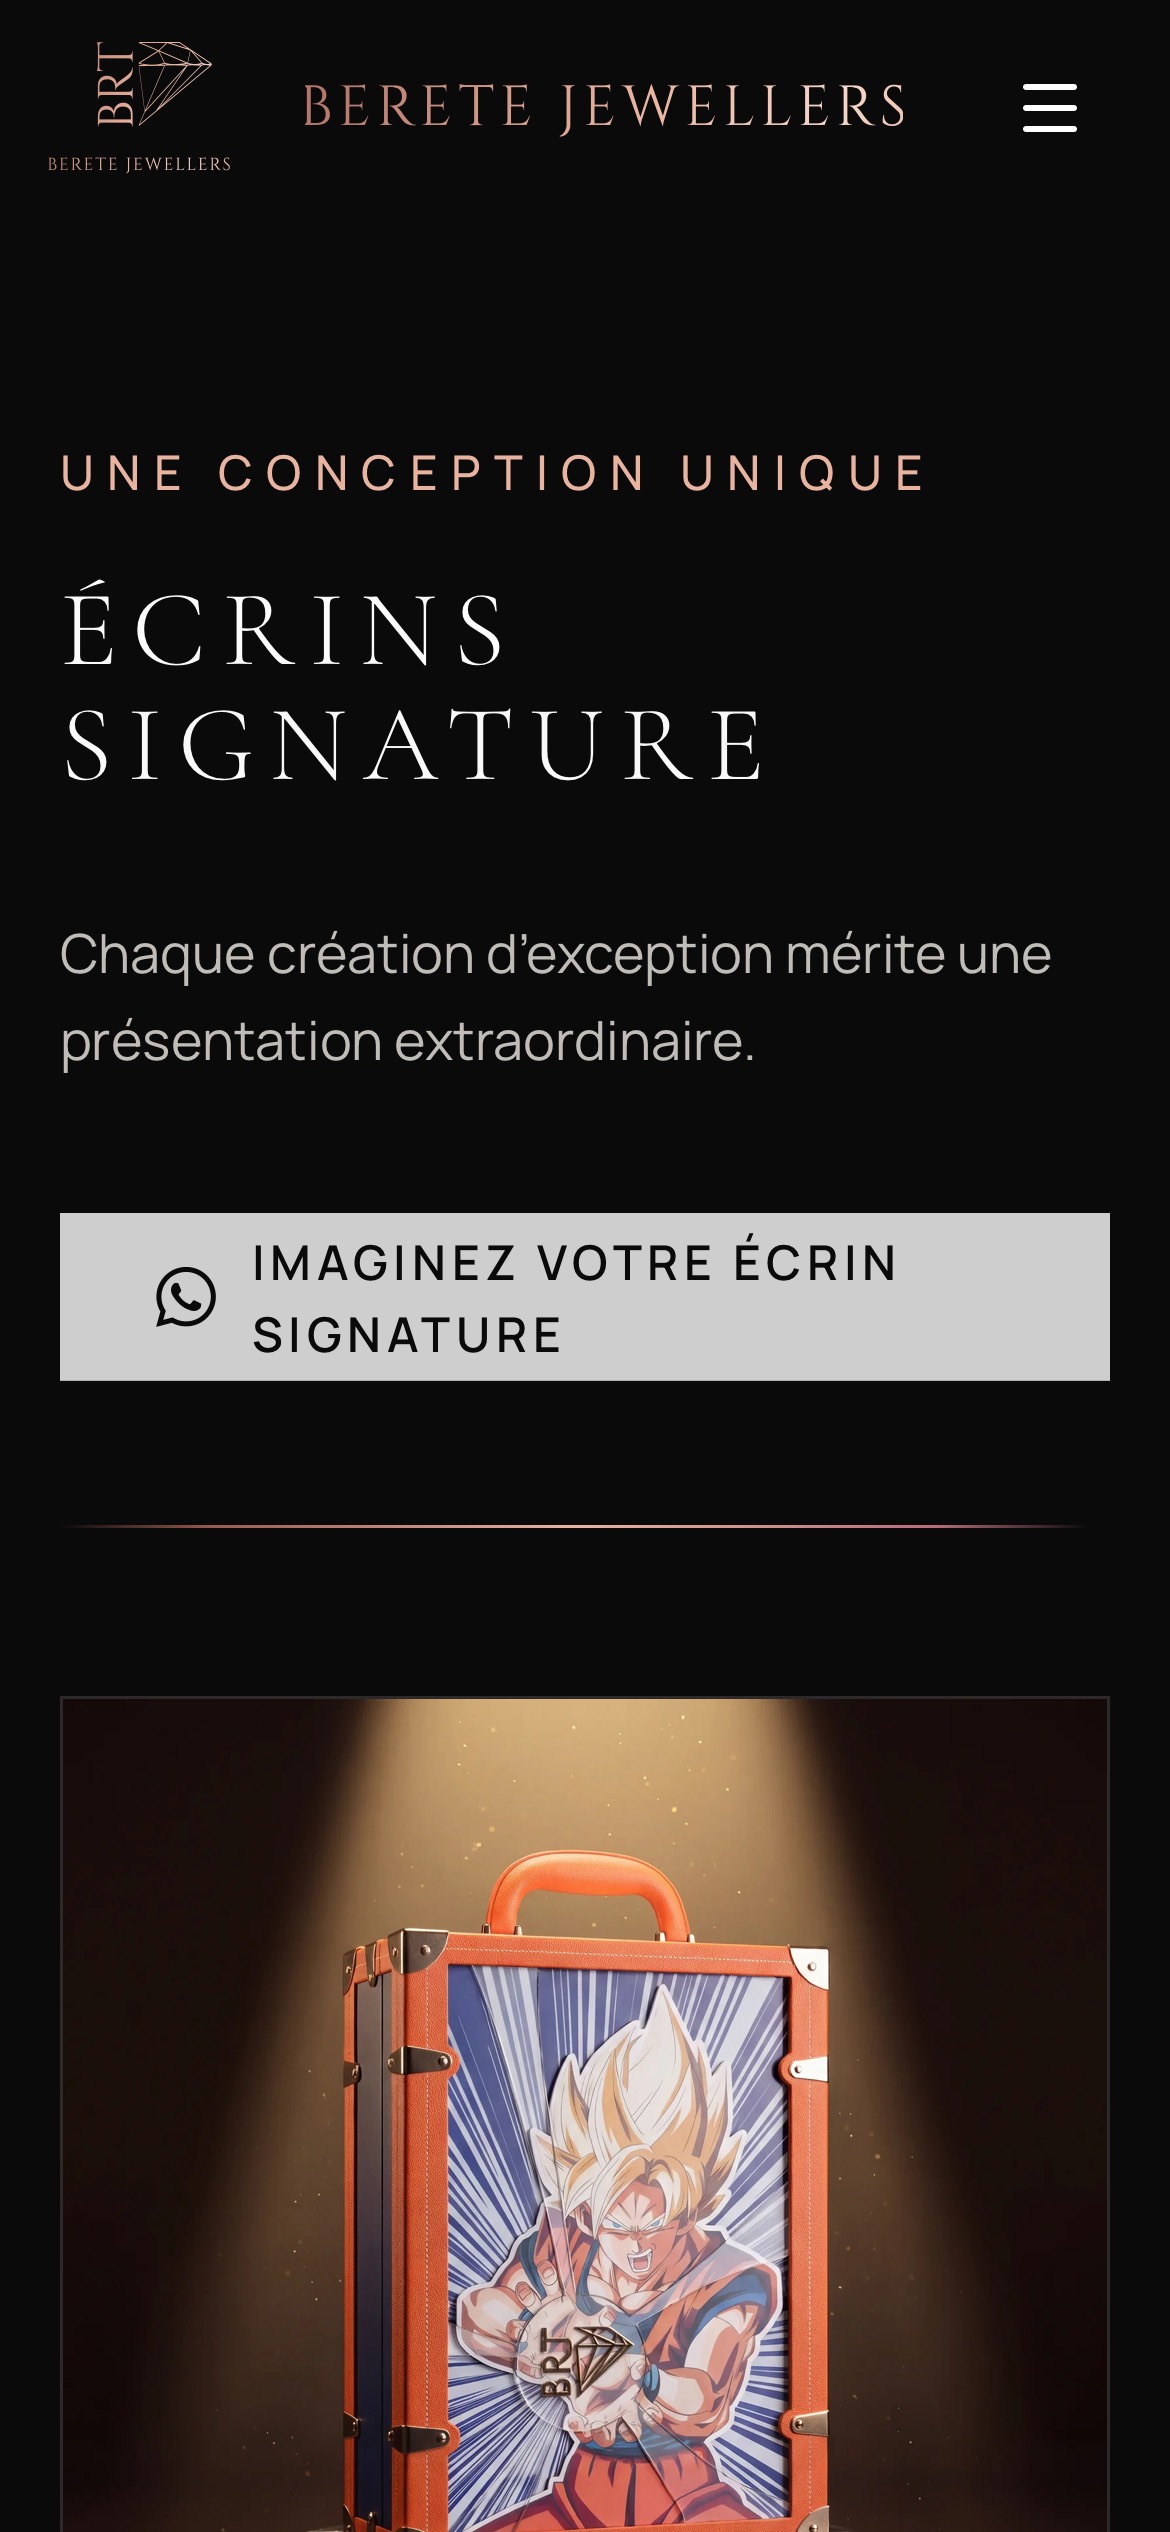 BRT
BERETE JEWELLERS
BERETE JEWELLERS
UNE CONCEPTION UNIQUE
ÉCRINS
SIGNATURE
Chaque création d’exception mérite une
présentation extraordinaire.
IMAGINEZ VOTRE ÉCRIN
SIGNATURE
BRT